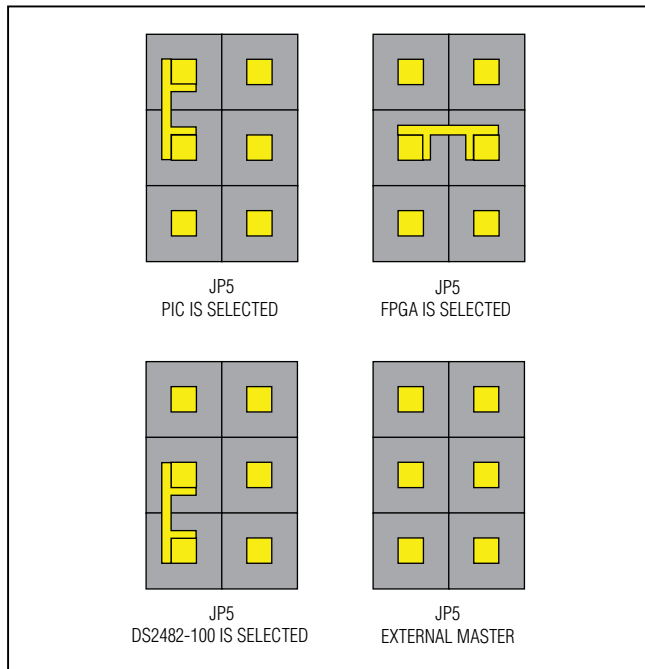 JP5
PIC IS SELECTED
JP5
FPGA IS SELECTED
JP5
DS2482-100 IS SELECTED
JP5
EXTERNAL MASTER